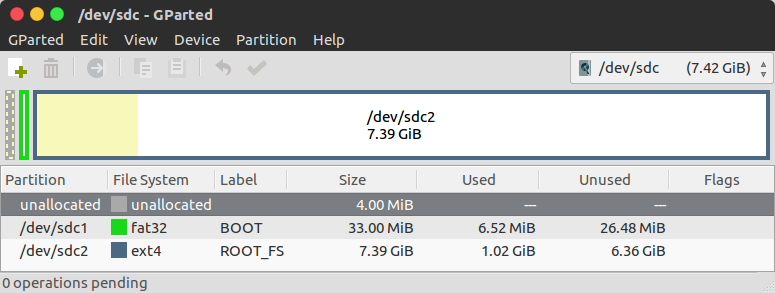 /dev/sdc - GParted
GParted Edit View Device Partition Help
/dev/sdc (7.42 GiB)
/dev/sdc2
7.39 GiB
Partition File System Label Size Used Unused Flags
unallocated unallocated 4.00 MiB --- ---
/dev/sdc1 fat32 BOOT 33.00 MiB 6.52 MiB 26.48 MiB
/dev/sdc2 ext4 ROOT_FS 7.39 GiB 1.02 GiB 6.36 GiB
0 operations pending